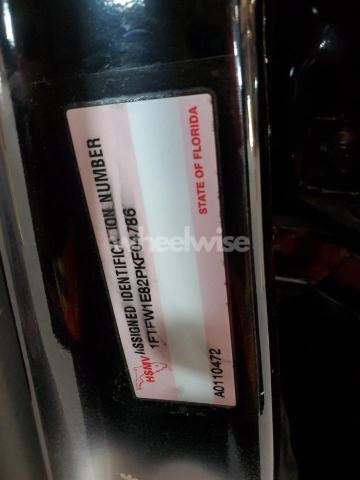 HSMV ASSIGNED IDENTIFICATION NUMBER
1FTFW1E82PKF04786
STATE OF FLORIDA
A0110472
wheelwise